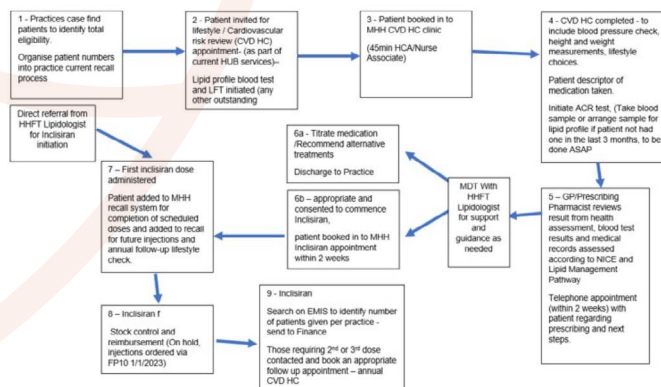 1 - Practices case find
patients to identify total
eligibility.
Organise patient numbers
into practice current recall
process
2 - Patient invited for
lifestyle / Cardiovascular
risk review (CVD HC)
appointment- (as part of
current HUB services)–
Lipid profile blood test
and LFT initiated (any
other outstanding
3 - Patient booked in to
MHH CVD HC clinic
(45min HCA/Nurse
Associate)
4 - CVD HC completed - to
include blood pressure check,
height and weight
measurements, lifestyle
choices.
Patient descriptor of
medication taken.
Initiate ACR test, (Take blood
sample or arrange sample for
lipid profile if patient not had
one in the last 3 months, to be
done ASAP
Direct referral from
HHFT Lipidologist
for Inclisiran
initiation
5 – GP/Prescribing
Pharmacist reviews
result from health
assessment, blood test
results and medical
records assessed
according to NICE and
Lipid Management
Pathway
Telephone appointment
(within 2 weeks) with
patient regarding
prescribing and next
steps.
MDT With
HHFT
Lipidologist
for support
and
guidance as
needed
6a - Titrate medication
/Recommend alternative
treatments
Discharge to Practice
6b – appropriate and
consented to commence
Inclisiran,
patient booked in to MHH
Inclisiran appointment
within 2 weeks
7 – First inclisiran dose
administered
Patient added to MHH
recall system for
completion of scheduled
doses and added to recall
for future injections and
annual follow-up lifestyle
check.
8 – Inclisiran f
Stock control and
reimbursement (On hold,
injections ordered via
FP10 1/1/2023)
9 - Inclisiran
Search on EMIS to identify number
of patients given per practice -
send to Finance
Those requiring 2nd or 3rd dose
contacted and book an appropriate
follow up appointment – annual
CVD HC